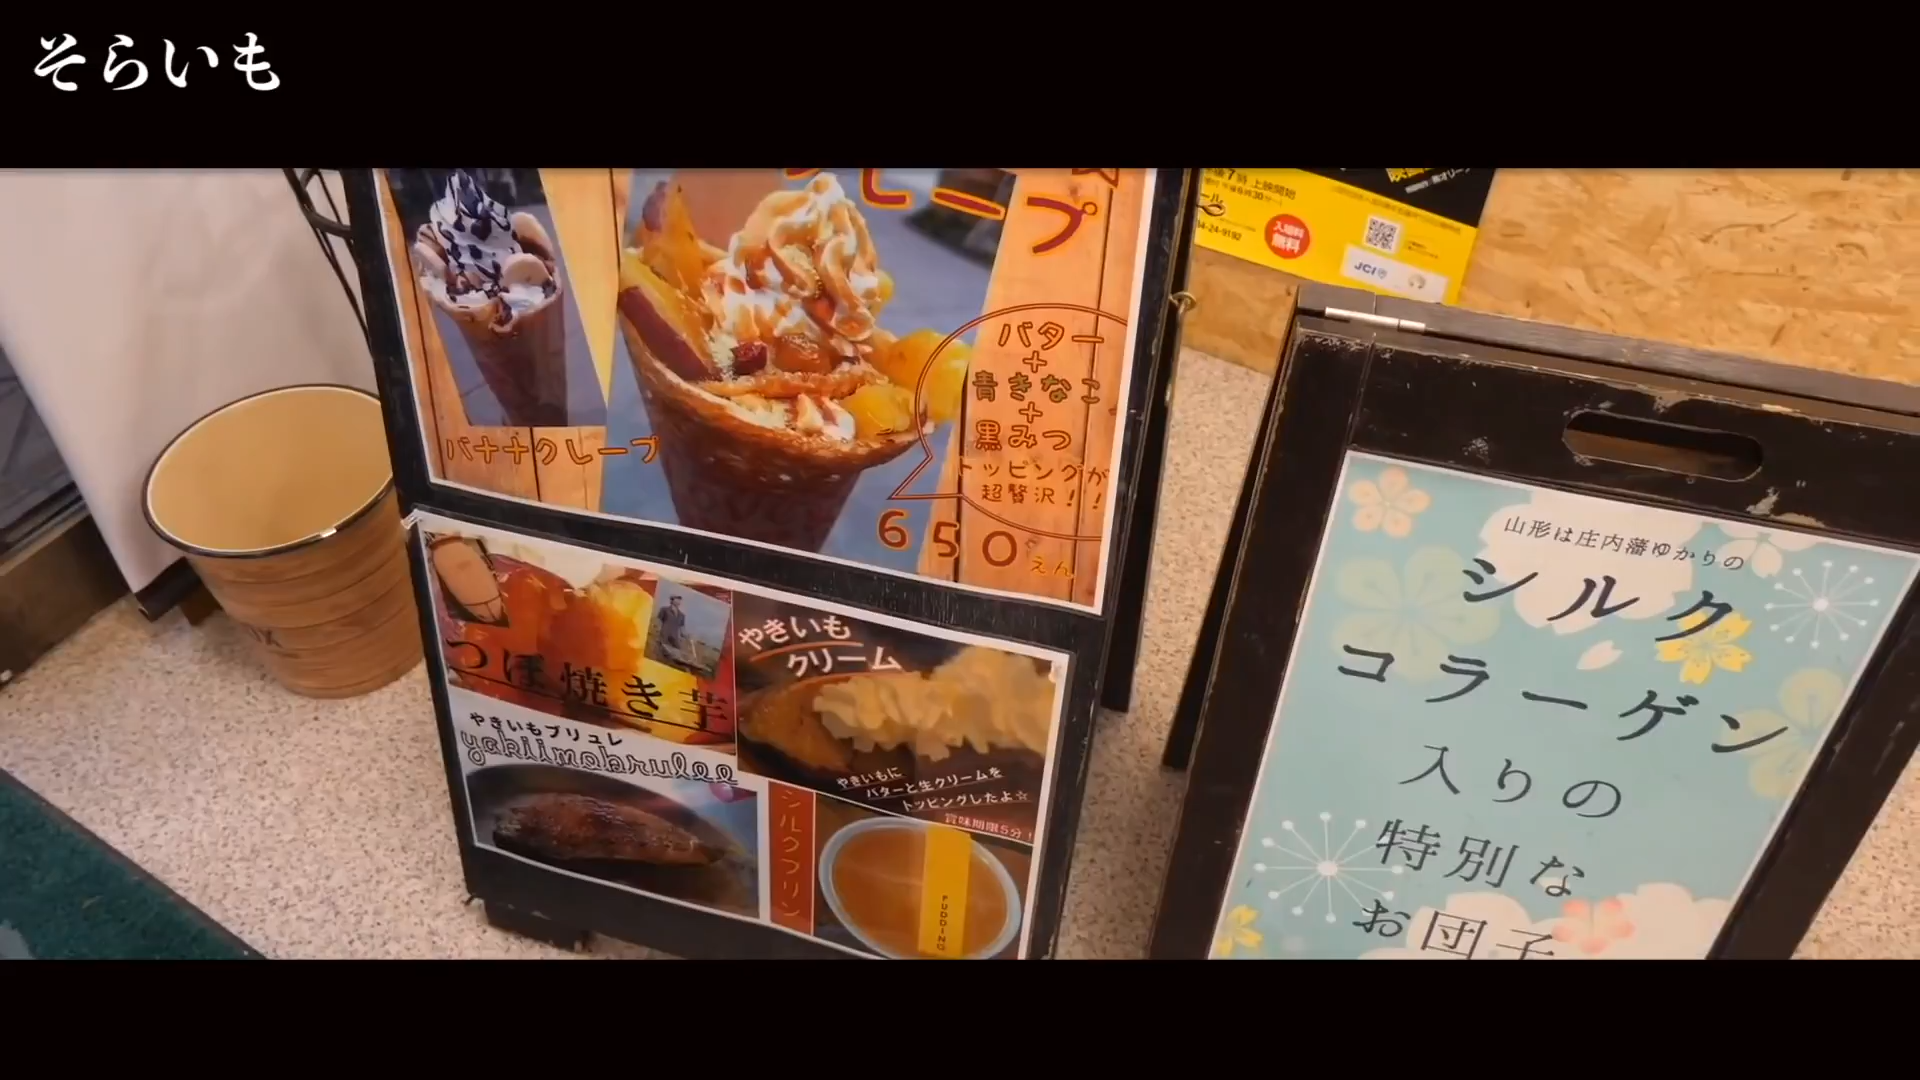 そらいも
バナナクレープ
バター
+
青きなこ
+
黒みつ
トッピングが
超贅沢！！
650えん
つぼ焼き芋
やきいもブリュレ
yakiimobrulee
やきいも
クリーム
やきいもに
バターと生クリームを
トッピングしたよ☆
賞味期限5分！
シルクプリン
PUDDING
入場料
無料
JCI
山形は庄内藩ゆかりの
シルク
コラーゲン
入りの
特別な
お団子